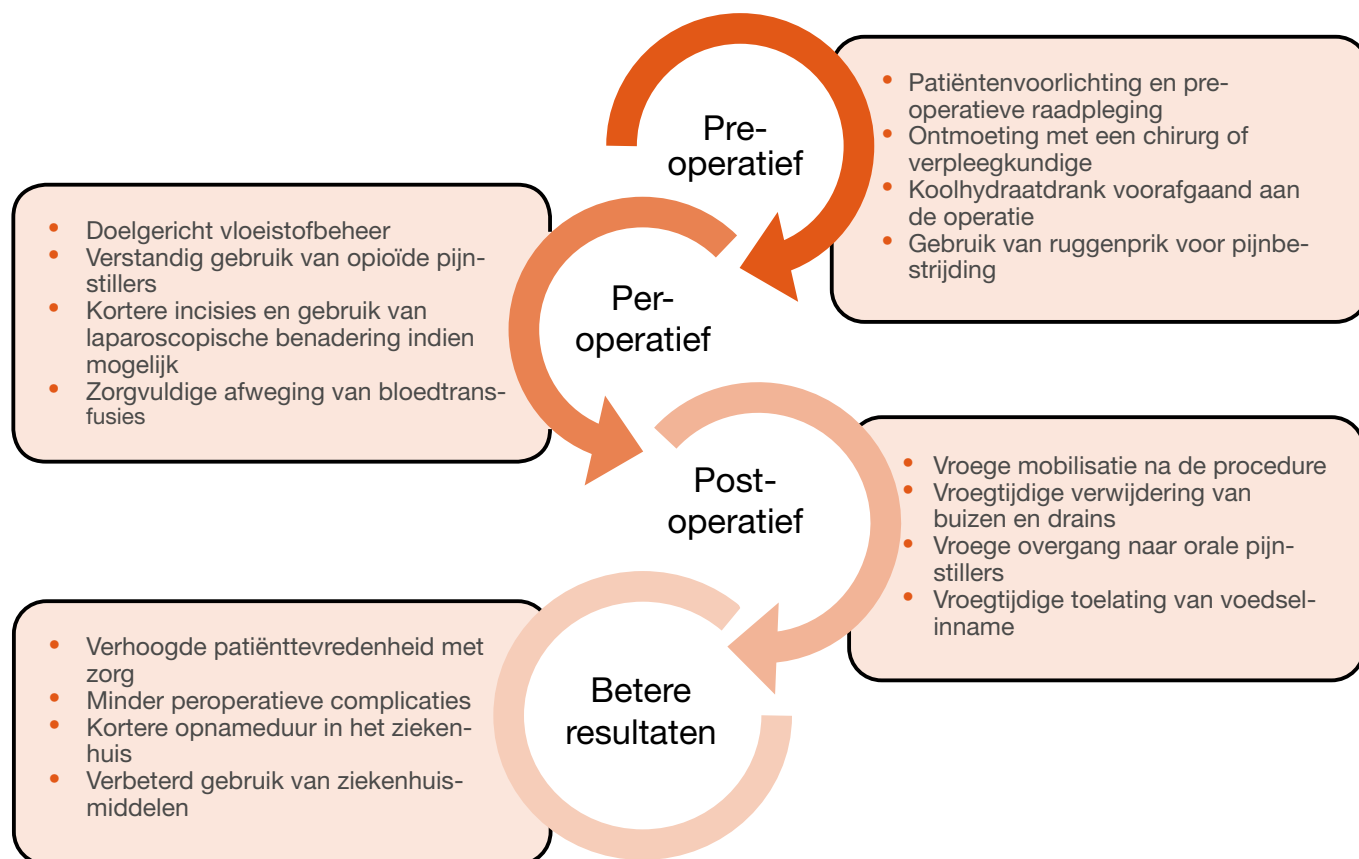 Pre-
operatief
• Patiëntenvoorlichting en pre-
operatieve raadpleging
• Ontmoeting met een chirurg of
verpleegkundige
• Koolhydraatdrank voorafgaand aan
de operatie
• Gebruik van ruggenprik voor pijnbe-
strijding
Per-
operatief
• Doelgericht vloeistofbeheer
• Verstandig gebruik van opioïde pijn-
stillers
• Kortere incisies en gebruik van
laparoscopische benadering indien
mogelijk
• Zorgvuldige afweging van bloedtrans-
fusies
Post-
operatief
• Vroege mobilisatie na de procedure
• Vroegtijdige verwijdering van
buizen en drains
• Vroege overgang naar orale pijn-
stillers
• Vroegtijdige toelating van voedsel-
inname
Betere
resultaten
• Verhoogde patiënttevredenheid met
zorg
• Minder peroperatieve complicaties
• Kortere opnameduur in het zieken-
huis
• Verbeterd gebruik van ziekenhuis-
middelen